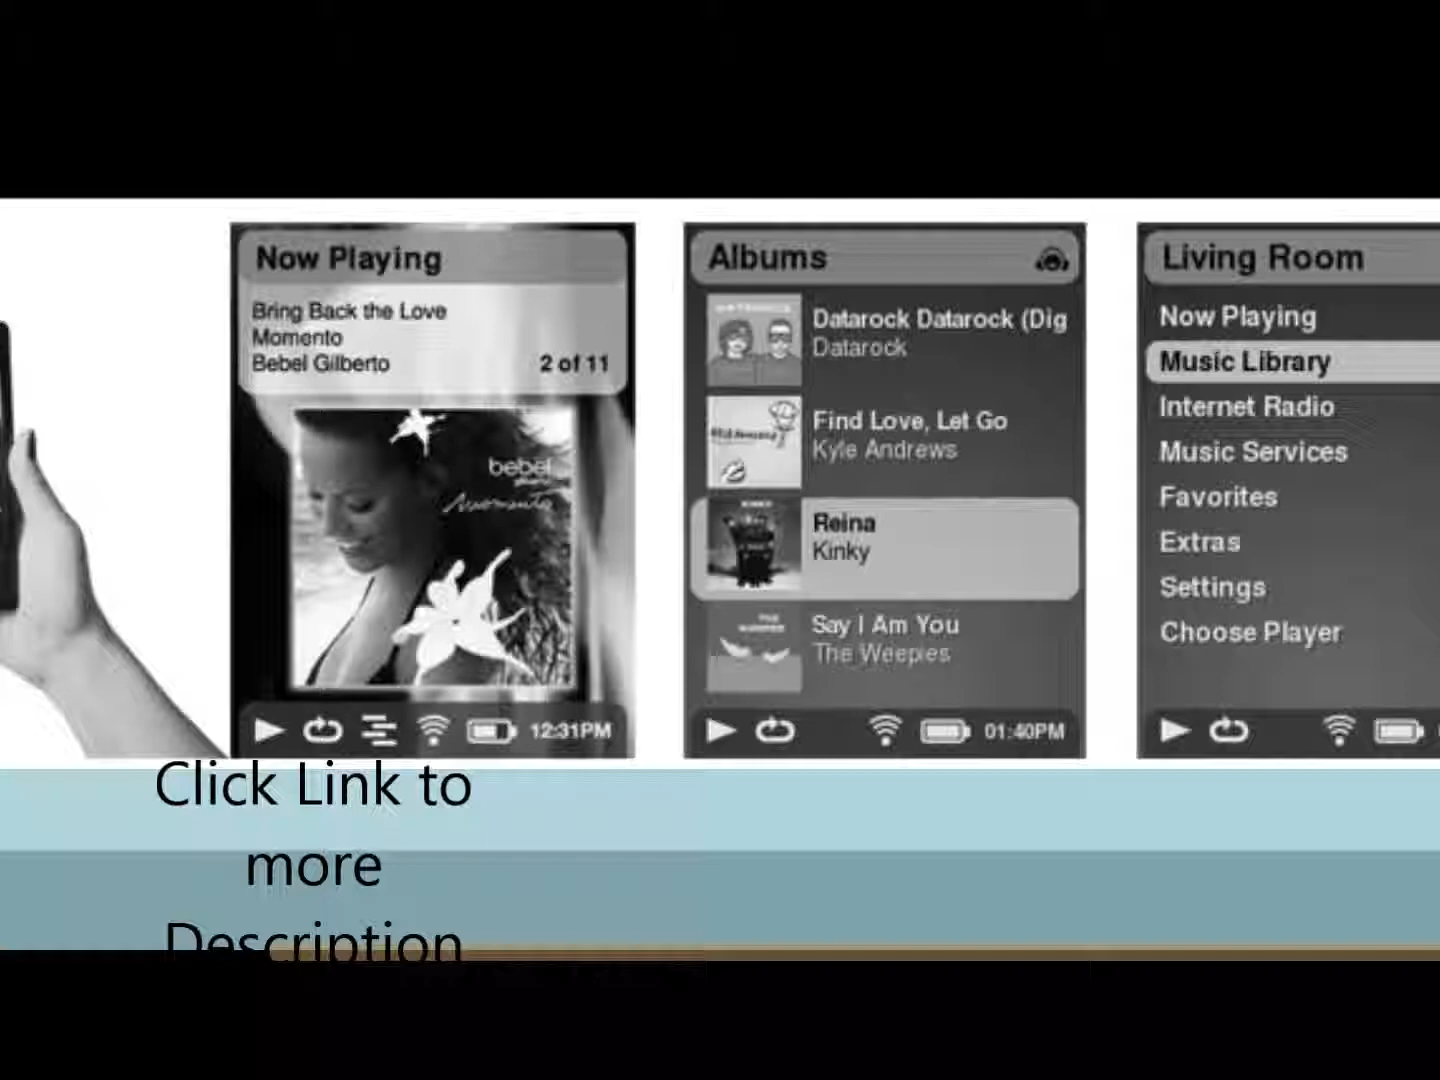 Now Playing
Bring Back the Love
Momento
Bebel Gilberto
2 of 11
bebel
momento
12:31PM
Albums
Datarock Datarock (Dig
Datarock
Find Love, Let Go
Kyle Andrews
Reina
Kinky
Say I Am You
The Weepies
01:40PM
Living Room
Now Playing
Music Library
Internet Radio
Music Services
Favorites
Extras
Settings
Choose Player
Click Link to
more
Description